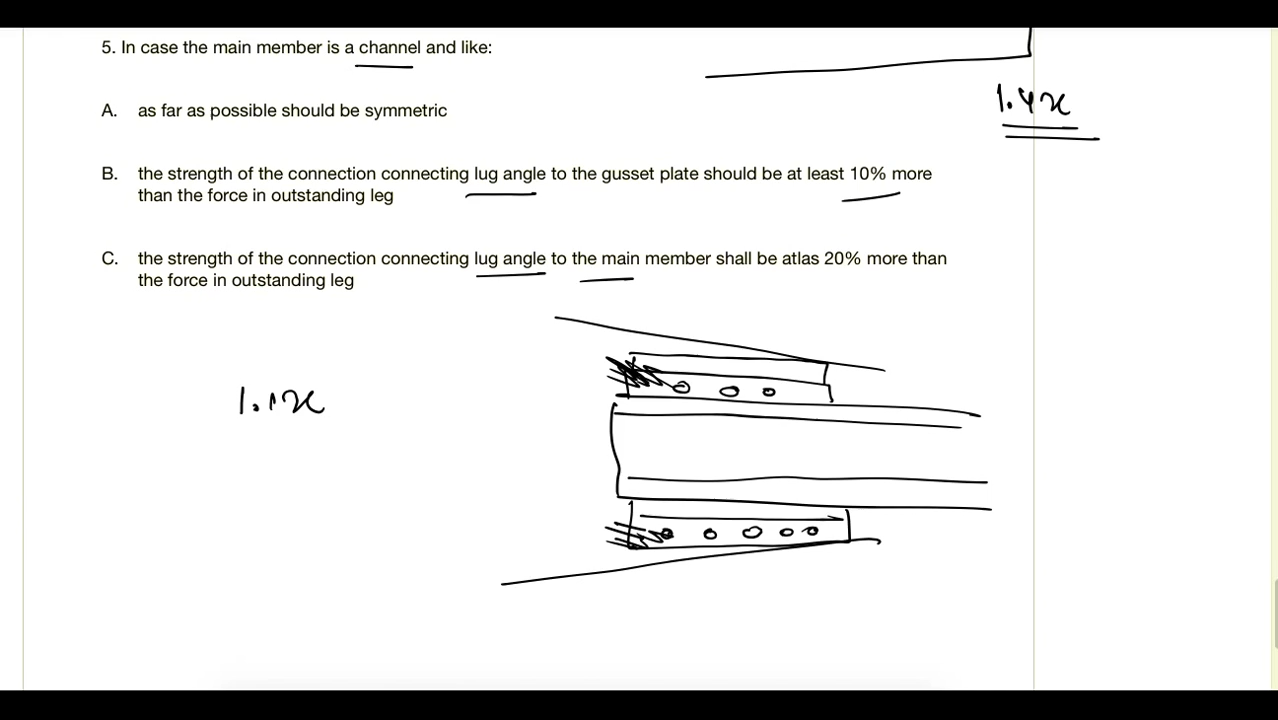 5. In case the main member is a channel and like:
1.4x
A. as far as possible should be symmetric
B. the strength of the connection connecting lug angle to the gusset plate should be at least 10% more
than the force in outstanding leg
C. the strength of the connection connecting lug angle to the main member shall be atlas 20% more than
the force in outstanding leg
1.1x